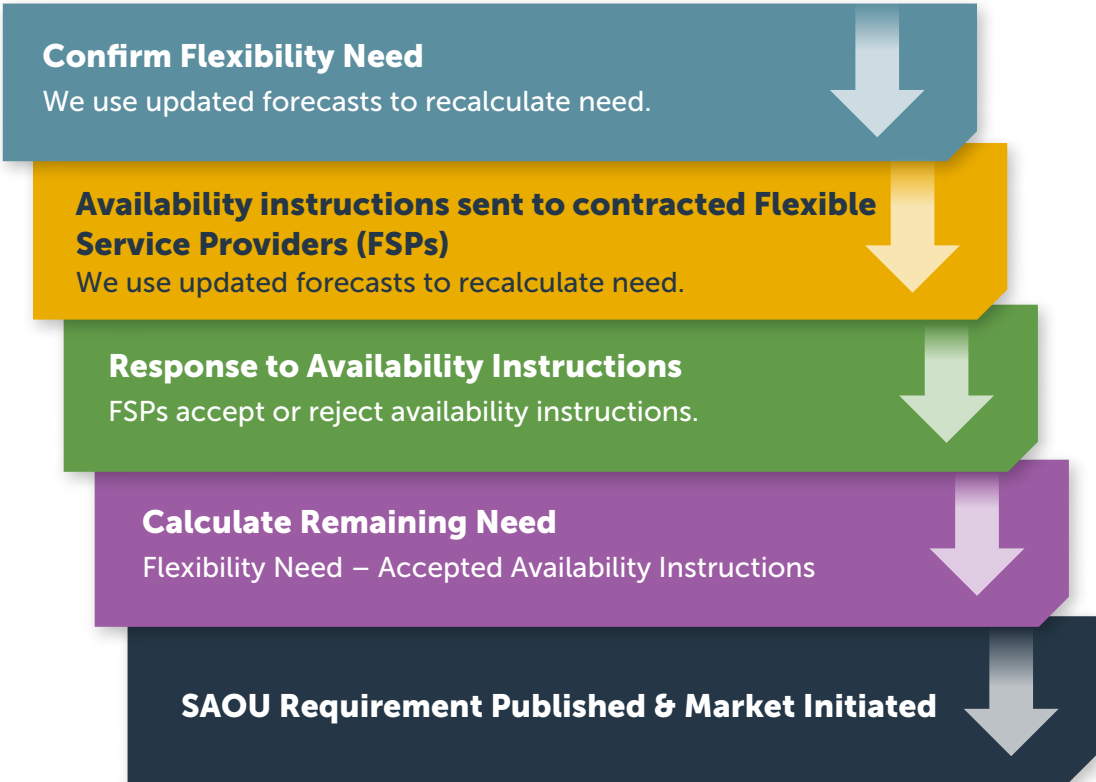 Confirm Flexibility Need
We use updated forecasts to recalculate need.
Availability instructions sent to contracted Flexible
Service Providers (FSPs)
We use updated forecasts to recalculate need.
Response to Availability Instructions
FSPs accept or reject availability instructions.
Calculate Remaining Need
Flexibility Need – Accepted Availability Instructions
SAOU Requirement Published & Market Initiated